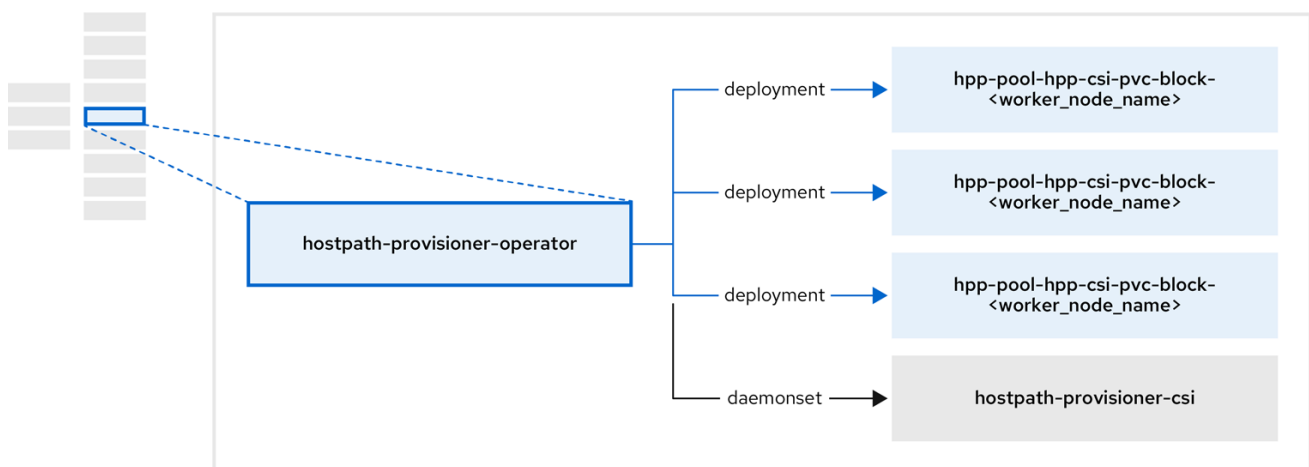 deployment
hpp-pool-hpp-csi-pvc-block-
<worker_node_name>
deployment
hpp-pool-hpp-csi-pvc-block-
<worker_node_name>
hostpath-provisioner-operator
deployment
hpp-pool-hpp-csi-pvc-block-
<worker_node_name>
daemonset
hostpath-provisioner-csi